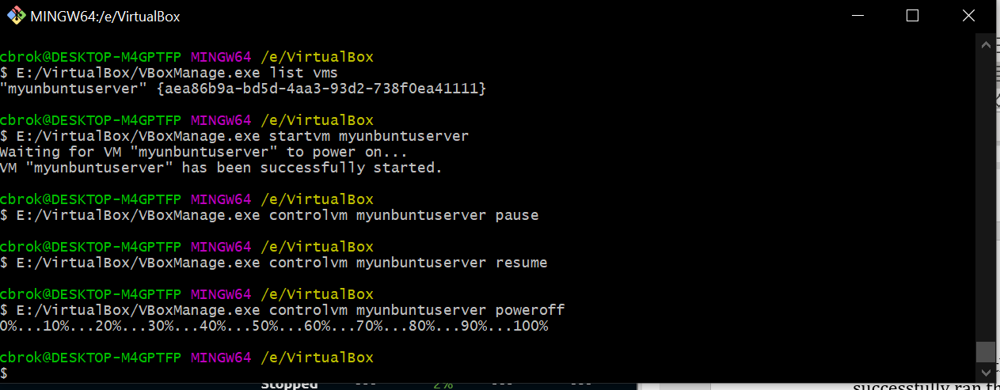 MINGW64:/e/VirtualBox
cbrok@DESKTOP-M4GPTFP MINGW64 /e/VirtualBox
$ E:/VirtualBox/VBoxManage.exe list vms
"myunbuntuserver" {aea86b9a-bd5d-4aa3-93d2-738f0ea41111}
cbrok@DESKTOP-M4GPTFP MINGW64 /e/VirtualBox
$ E:/VirtualBox/VBoxManage.exe startvm myunbuntuserver
Waiting for VM "myunbuntuserver" to power on...
VM "myunbuntuserver" has been successfully started.
cbrok@DESKTOP-M4GPTFP MINGW64 /e/VirtualBox
$ E:/VirtualBox/VBoxManage.exe controlvm myunbuntuserver pause
cbrok@DESKTOP-M4GPTFP MINGW64 /e/VirtualBox
$ E:/VirtualBox/VBoxManage.exe controlvm myunbuntuserver resume
cbrok@DESKTOP-M4GPTFP MINGW64 /e/VirtualBox
$ E:/VirtualBox/VBoxManage.exe controlvm myunbuntuserver poweroff
0%...10%...20%...30%...40%...50%...60%...70%...80%...90%...100%
cbrok@DESKTOP-M4GPTFP MINGW64 /e/VirtualBox
$
Stopped --- 2% --- ---
successfully ran